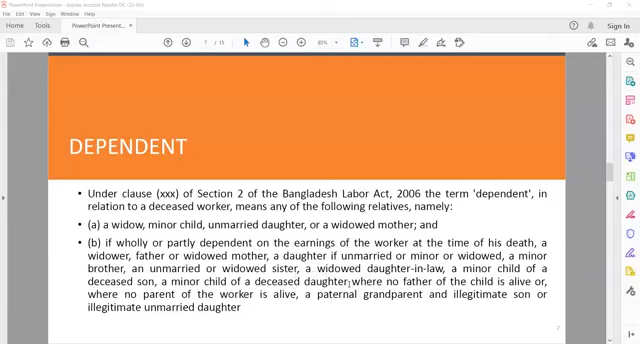 PowerPoint Presentation - Adobe Acrobat Reader DC (32-bit)
File Edit View Sign Window Help
Home Tools PowerPoint Present... ×
Sign In
7 / 15
85%
DEPENDENT
• Under clause (xxx) of Section 2 of the Bangladesh Labor Act, 2006 the term 'dependent', in
relation to a deceased worker, means any of the following relatives, namely:
• (a) a widow, minor child, unmarried daughter, or a widowed mother; and
• (b) if wholly or partly dependent on the earnings of the worker at the time of his death, a
widower, father or widowed mother, a daughter if unmarried or minor or widowed, a minor
brother, an unmarried or widowed sister, a widowed daughter-in-law, a minor child of a
deceased son, a minor child of a deceased daughter where no father of the child is alive or,
where no parent of the worker is alive, a paternal grandparent and illegitimate son or
illegitimate unmarried daughter
7